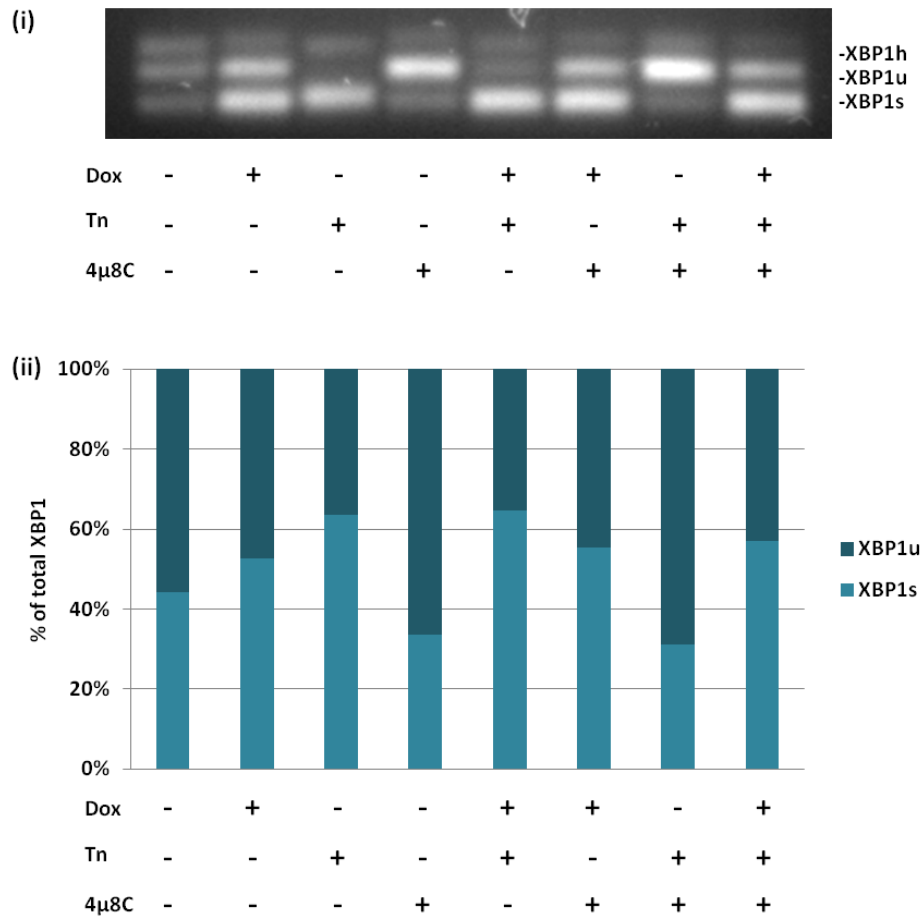 (i)
-XBP1h
-XBP1u
-XBP1s
Dox - + - - + + - +
Tn - - + - + - + +
4µ8C - - - + - + + +
(ii)
100%
80%
60%
40%
20%
0%
% of total XBP1
XBP1u
XBP1s
Dox - + - - + + - +
Tn - - + - + - + +
4µ8C - - - + - + + +